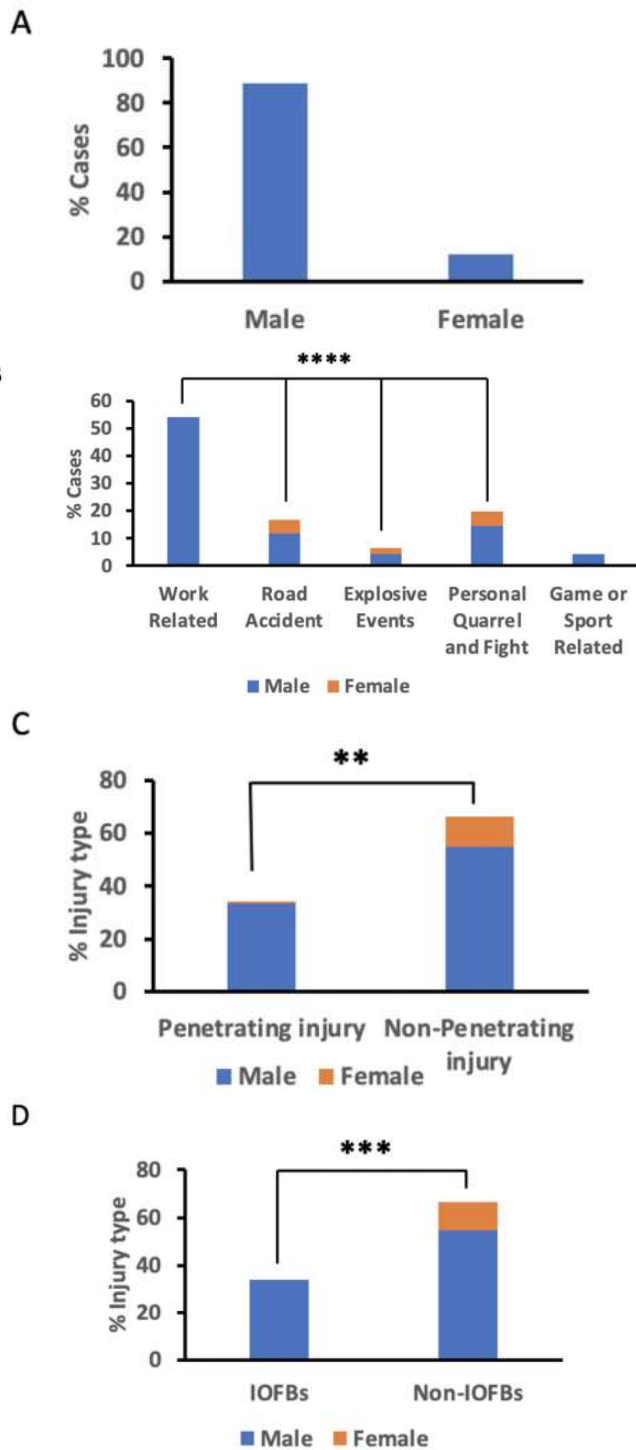 A
100
80
60
40
20
0
% Cases
Male Female
****
60
50
40
30
20
10
0
% Cases
Work Related
Road Accident
Explosive Events
Personal Quarrel and Fight
Game or Sport Related
Male Female
C
**
80
60
40
20
0
% Injury type
Penetrating injury
Non-Penetrating injury
Male Female
D
***
80
60
40
20
0
% Injury type
IOFBs Non-IOFBs
Male Female